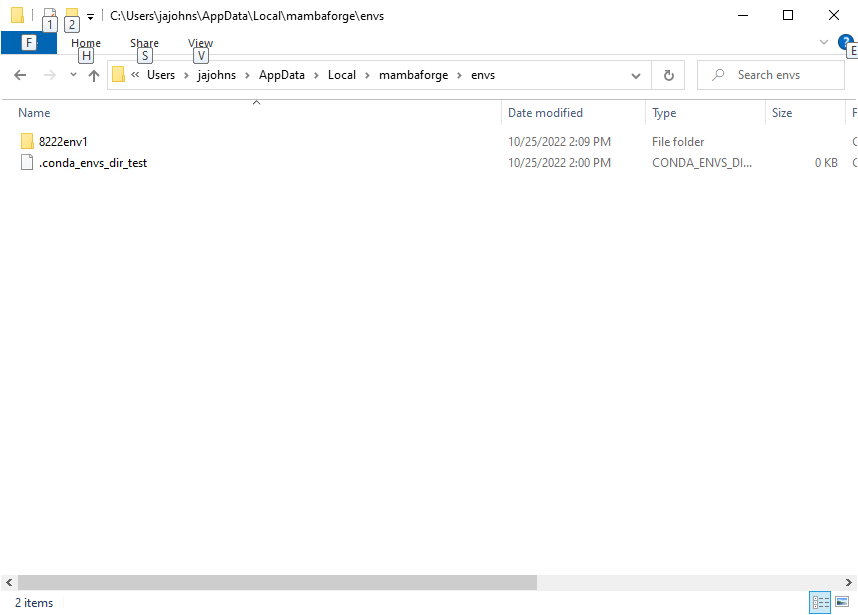 1 2 C:\Users\jajohns\AppData\Local\mambaforge\envs
F Home Share View ?
H S V E
« Users > jajohns > AppData > Local > mambaforge > envs Search envs
Name Date modified Type Size
8222env1 10/25/2022 2:09 PM File folder
.conda_envs_dir_test 10/25/2022 2:00 PM CONDA_ENVS_DI... 0 KB
2 items